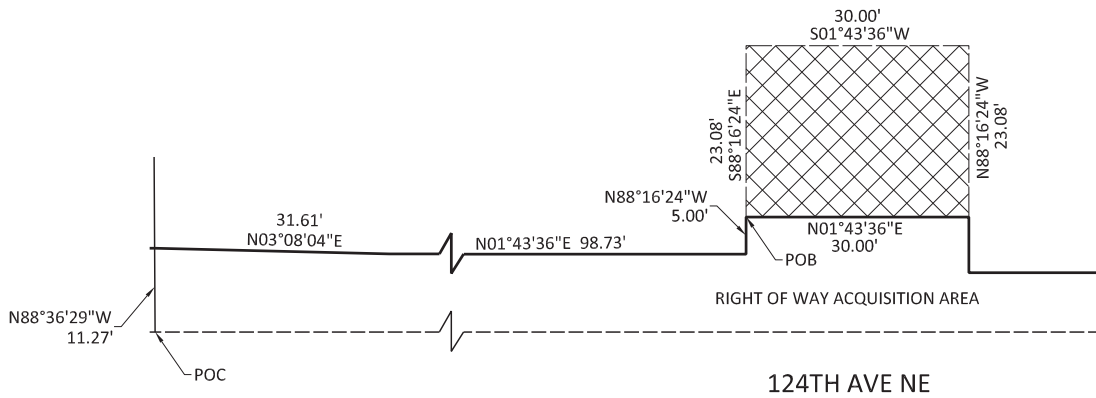 30.00'
S01°43'36"W
23.08'
S88°16'24"E
N88°16'24"W
23.08'
N88°16'24"W
5.00'
31.61'
N03°08'04"E
N01°43'36"E 98.73'
N01°43'36"E
30.00'
POB
RIGHT OF WAY ACQUISITION AREA
N88°36'29"W
11.27'
POC
124TH AVE NE